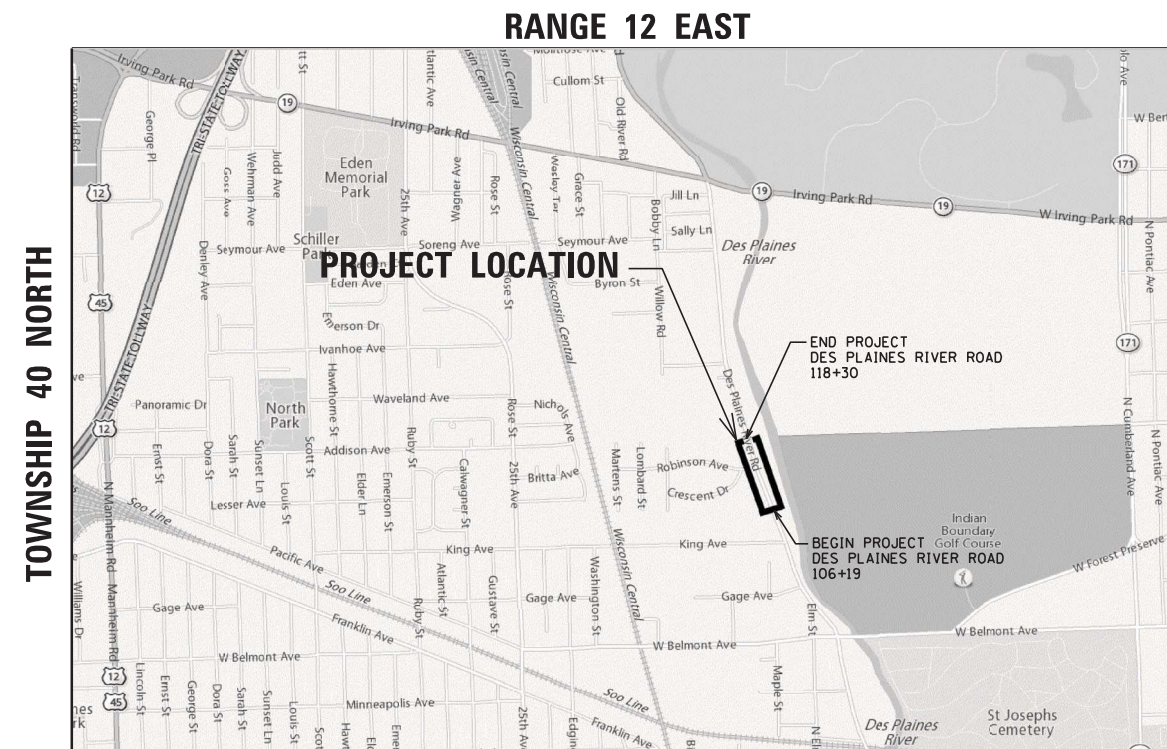 RANGE 12 EAST
TOWNSHIP 40 NORTH
PROJECT LOCATION
END PROJECT
DES PLAINES RIVER ROAD
118+30
BEGIN PROJECT
DES PLAINES RIVER ROAD
106+19
Irving Park Rd
TRI-STATE TOLLWAY
19
Irving Park Rd
Cullom St
Old River Rd
Wisconsin Central
George Pl
Goss Ave
Wehrman Ave
Judd Ave
Eden
Memorial
Park
25th Ave
Wagner Ave
Rose St
Wesley Ter
Grace St
Bobby Ln
Jill Ln
Sally Ln
19
Irving Park Rd
19
W Irving Park Rd
171
N Pontiac Ave
12
Denley Ave
Seymour Ave
Schiller
Park
Soreng Ave
Seymour Ave
Des Plaines
River
Eden Ave
Rose St
Wisconsin Central
Byron St
Willow Rd
45
TRI-STATE TOLLWAY
Emerson Dr
Ivanhoe Ave
171
Hawthorne St
Waveland Ave
Nichols Ave
Rose St
Des Plaines River Rd
N Cumberland Ave
N Pontiac Ave
Panoramic Dr
North
Park
12
Ernst St
Dora St
Sarah St
Sunset Ln
Scott St
Addison Ave
Ruby St
Louis St
Elder Ln
Emerson St
Calwagner St
25th Ave
Britta Ave
Martens St
Lombard St
Robinson Ave
Crescent Dr
Lesser Ave
N Mannheim Rd
Soo Line
King Ave
King Ave
Wisconsin Central
Indian
Boundary
Golf Course
W Forest Preserve
Pacific Ave
Soo Line
Atlantic St
Gustave St
Gage Ave
Washington St
Gage Ave
Elm St
Williams Dr
Mannheim Rd
Gage Ave
Franklin Ave
Ruby St
W Belmont Ave
W Belmont Ave
W Belmont Ave
12
45
Lincoln St
Ernst St
George St
Dora St
Sarah St
Sunset Ln
Louis St
Minneapolis Ave
Soo Line
Franklin Ave
Maple St
Des Plaines
River
St Josephs
Cemetery